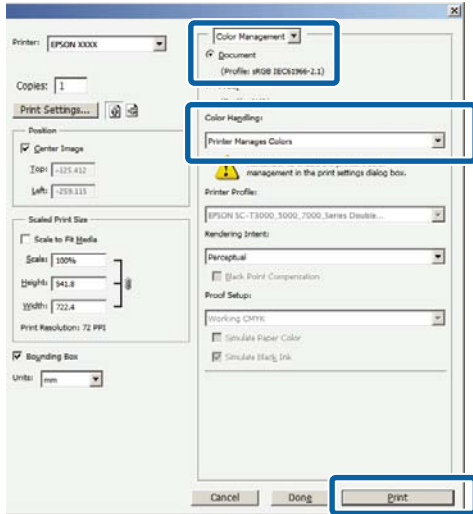 Printer: EPSON XXXX
Copies: 1
Print Settings...
Position
Center Image
Top: -125.412
Left: -259.115
Scaled Print Size
Scale to Fit Media
Scale: 100%
Height: 541.8
Width: 722.4
Print Resolution: 72 PPI
Bounding Box
Units: mm
Color Management
Document
(Profile: sRGB IEC61966-2.1)
Color Handling:
Printer Manages Colors
management in the print settings dialog box.
Printer Profile:
EPSON SC-T3000_5000_7000_Series Double...
Rendering Intent:
Perceptual
Black Point Compensation
Proof Setup:
Working CMYK
Simulate Paper Color
Simulate Black Ink
Cancel
Done
Print